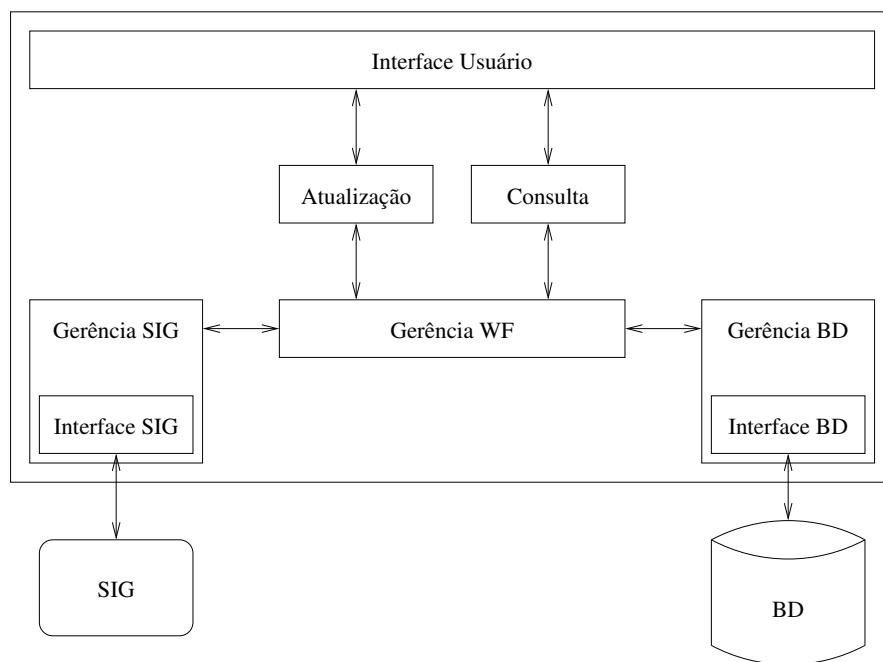 Interface Usuário
Atualização
Consulta
Gerência SIG
Gerência WF
Gerência BD
Interface SIG
Interface BD
SIG
BD